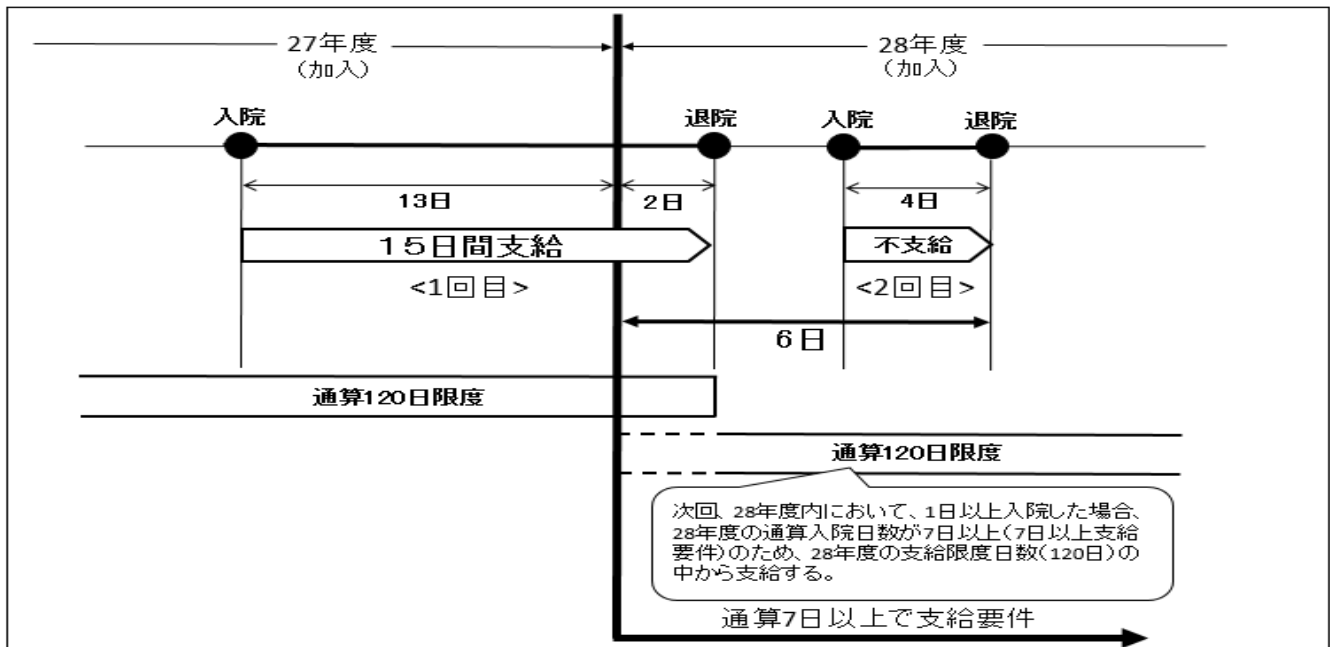 27年度
(加入)
28年度
(加入)
入院
退院
入院
退院
13日
2日
4日
15日間支給
不支給
<1回目>
<2回目>
6日
通算120日限度
通算120日限度
次回、28年度内において、1日以上入院した場合、
28年度の通算入院日数が7日以上(7日以上支給
要件)のため、28年度の支給限度日数(120日)の
中から支給する。
通算7日以上で支給要件